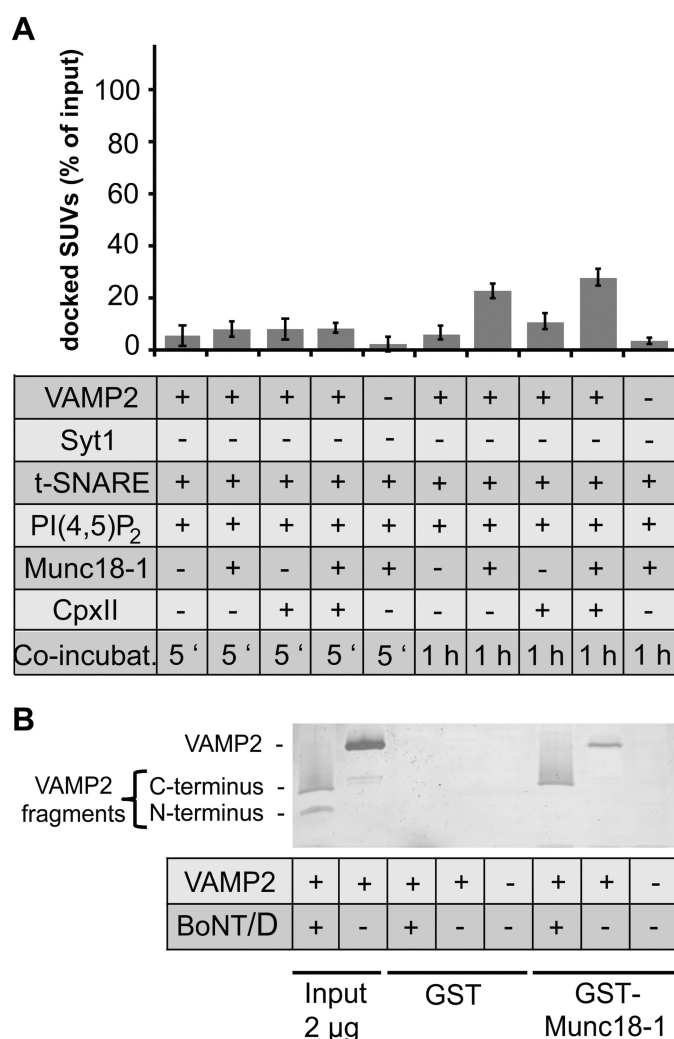 A
docked SUVs (% of input)
100
80
60
40
20
0
VAMP2 + + + + - + + + + -
Syt1 - - - - - - - - - -
t-SNARE + + + + + + + + + +
PI(4,5)P2 + + + + + + + + + +
Munc18-1 - + - + + - + - + +
CpxII - - + + - - - + + -
Co-incubat. 5 ‘ 5 ‘ 5 ‘ 5 ‘ 5 ‘ 1 h 1 h 1 h 1 h 1 h
B
VAMP2 -
VAMP2 fragments
C-terminus -
N-terminus -
VAMP2 + + + + - + + -
BoNT/D + - + - - + - -
Input 2 µg
GST
GST-Munc18-1